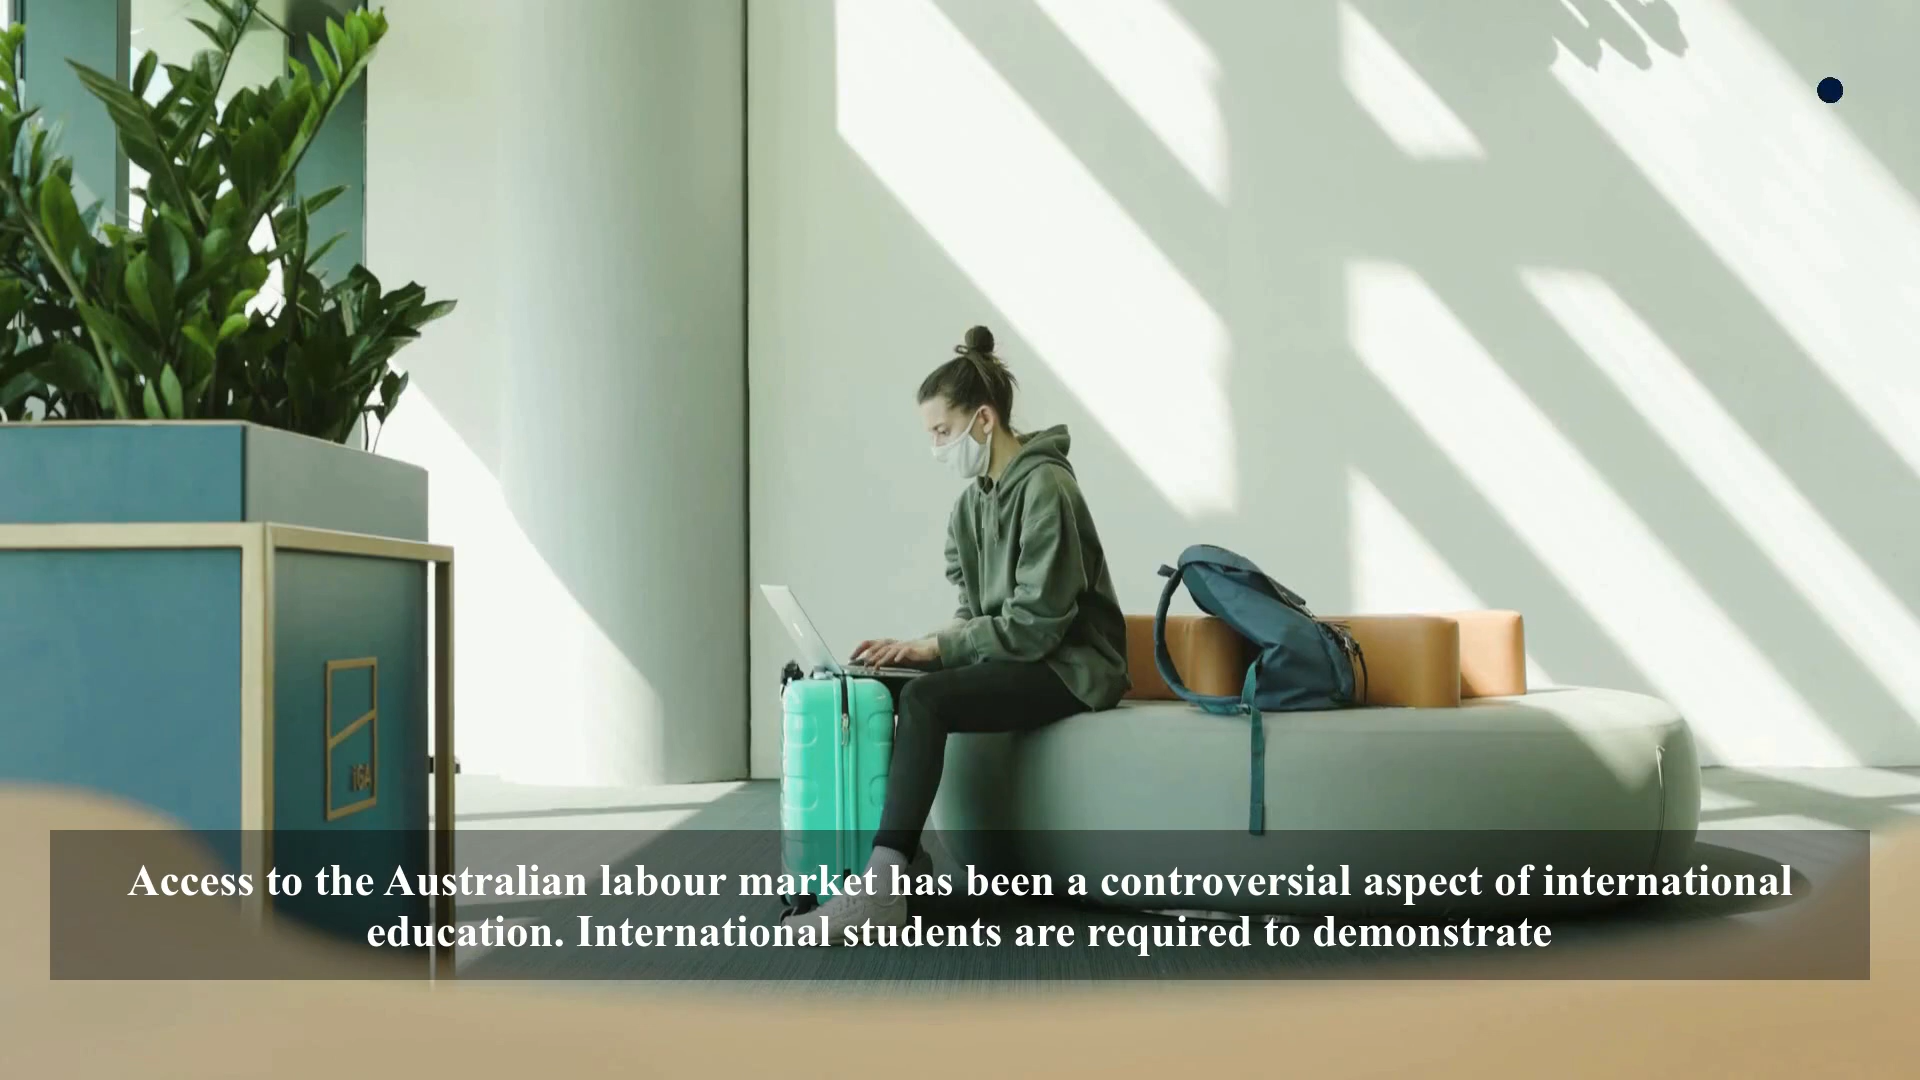 iGA
Access to the Australian labour market has been a controversial aspect of international
education. International students are required to demonstrate